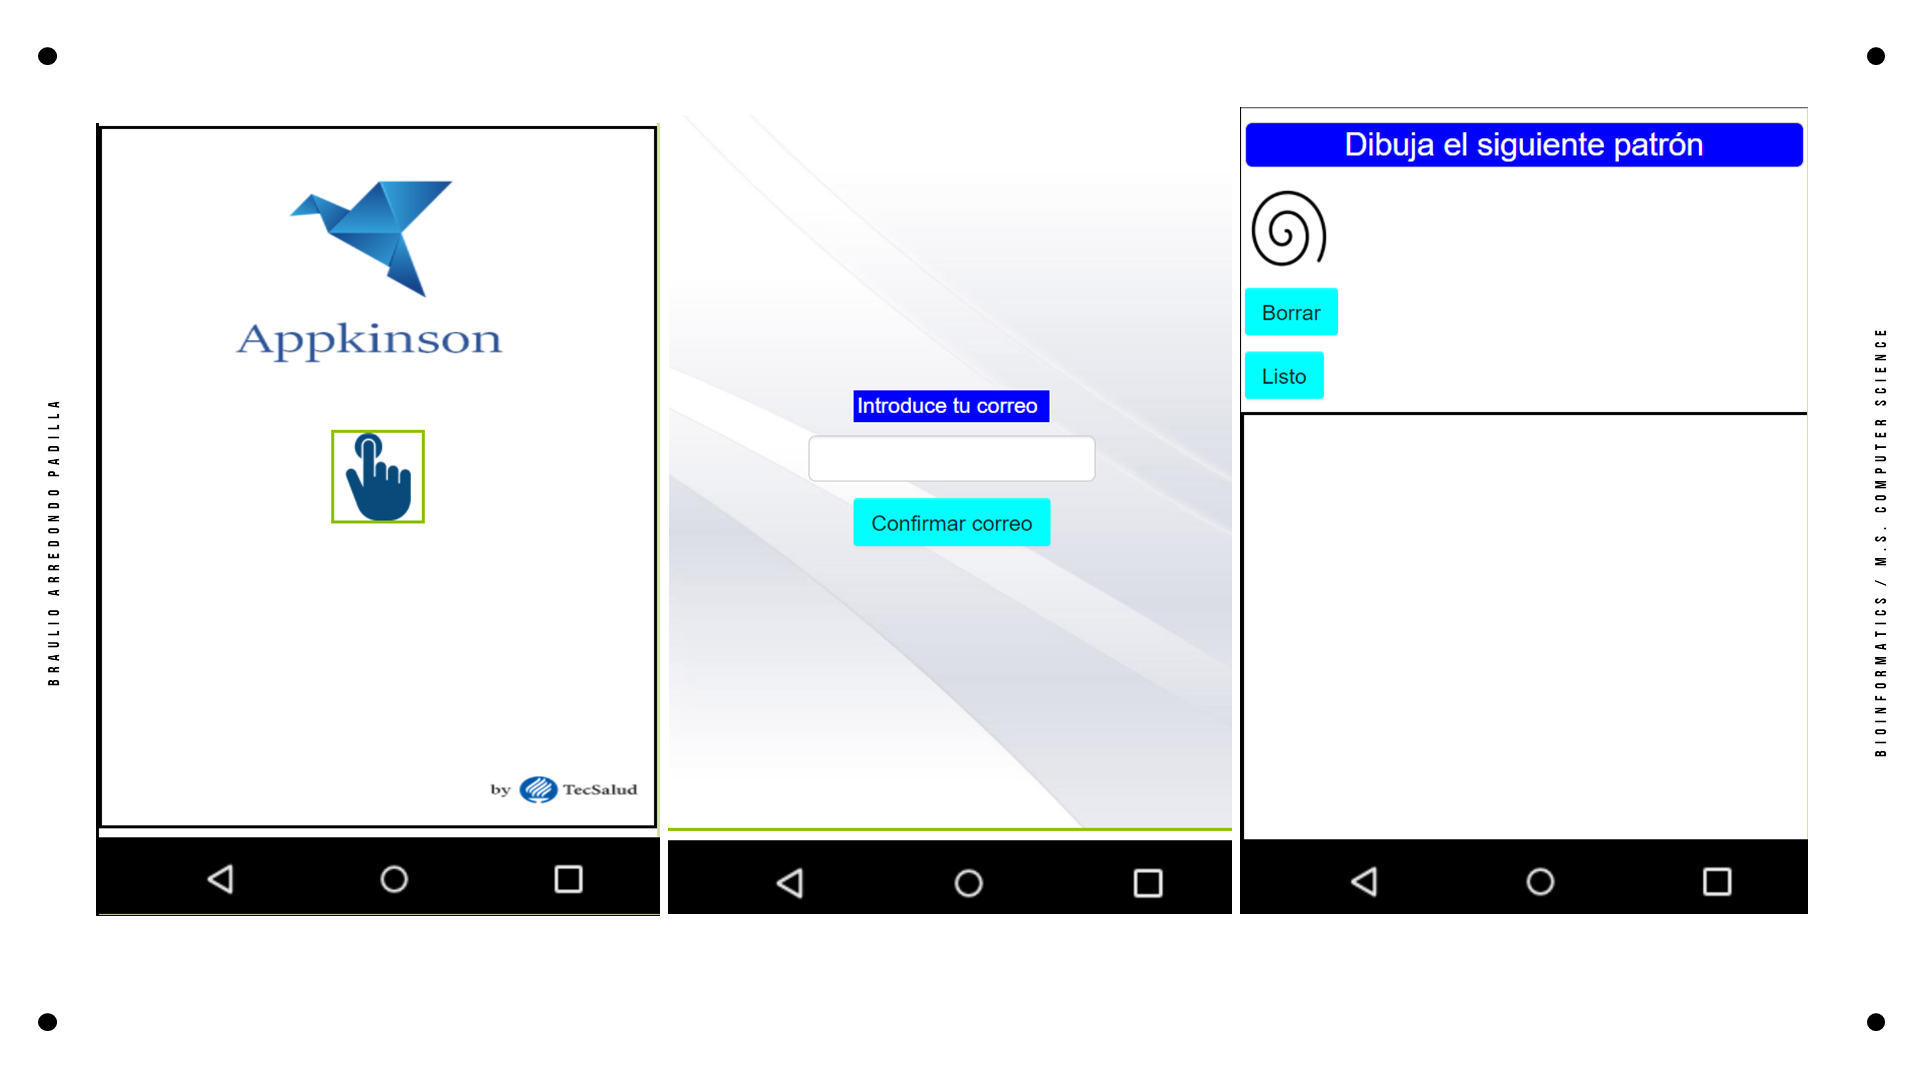 BRAULIO ARREDONDO PADILLA
Appkinson
by TecSalud
Introduce tu correo
Confirmar correo
Dibuja el siguiente patrón
Borrar
Listo
BIOINFORMATICS / M.S. COMPUTER SCIENCE